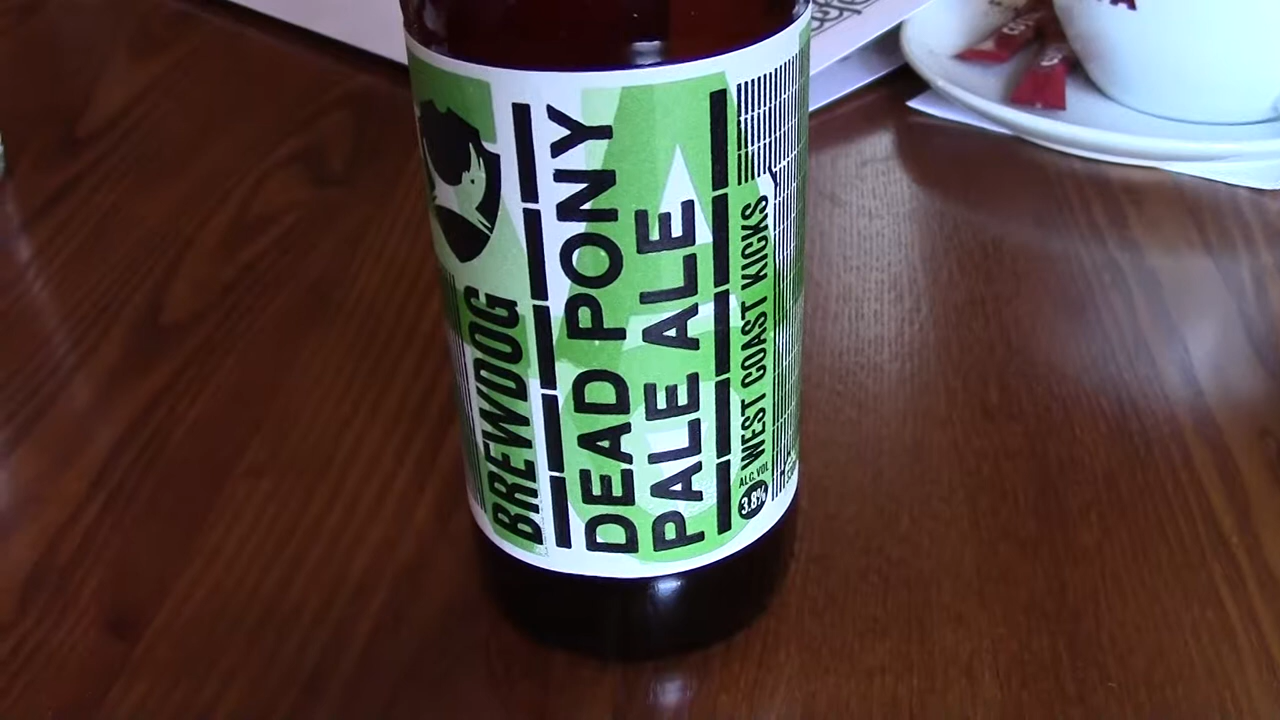 BREWDOG
DEAD PONY
PALE ALE
WEST COAST KICKS
ALC. VOL
3.8%